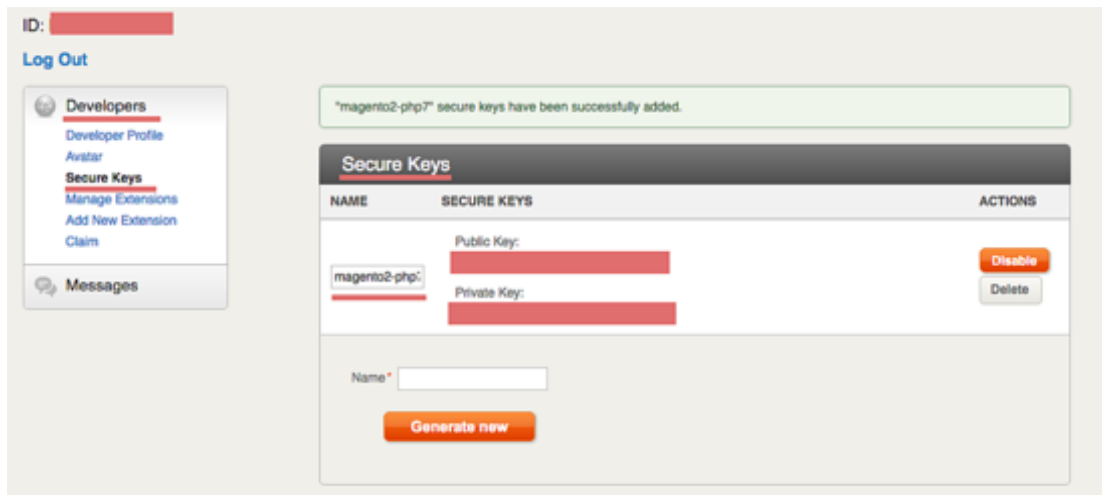 ID:
Log Out
Developers
Developer Profile
Avatar
Secure Keys
Manage Extensions
Add New Extension
Claim
Messages
"magento2-php7" secure keys have been successfully added.
Secure Keys
NAME SECURE KEYS ACTIONS
Public Key:
magento2-php7
Private Key:
Disable
Delete
Name*
Generate new